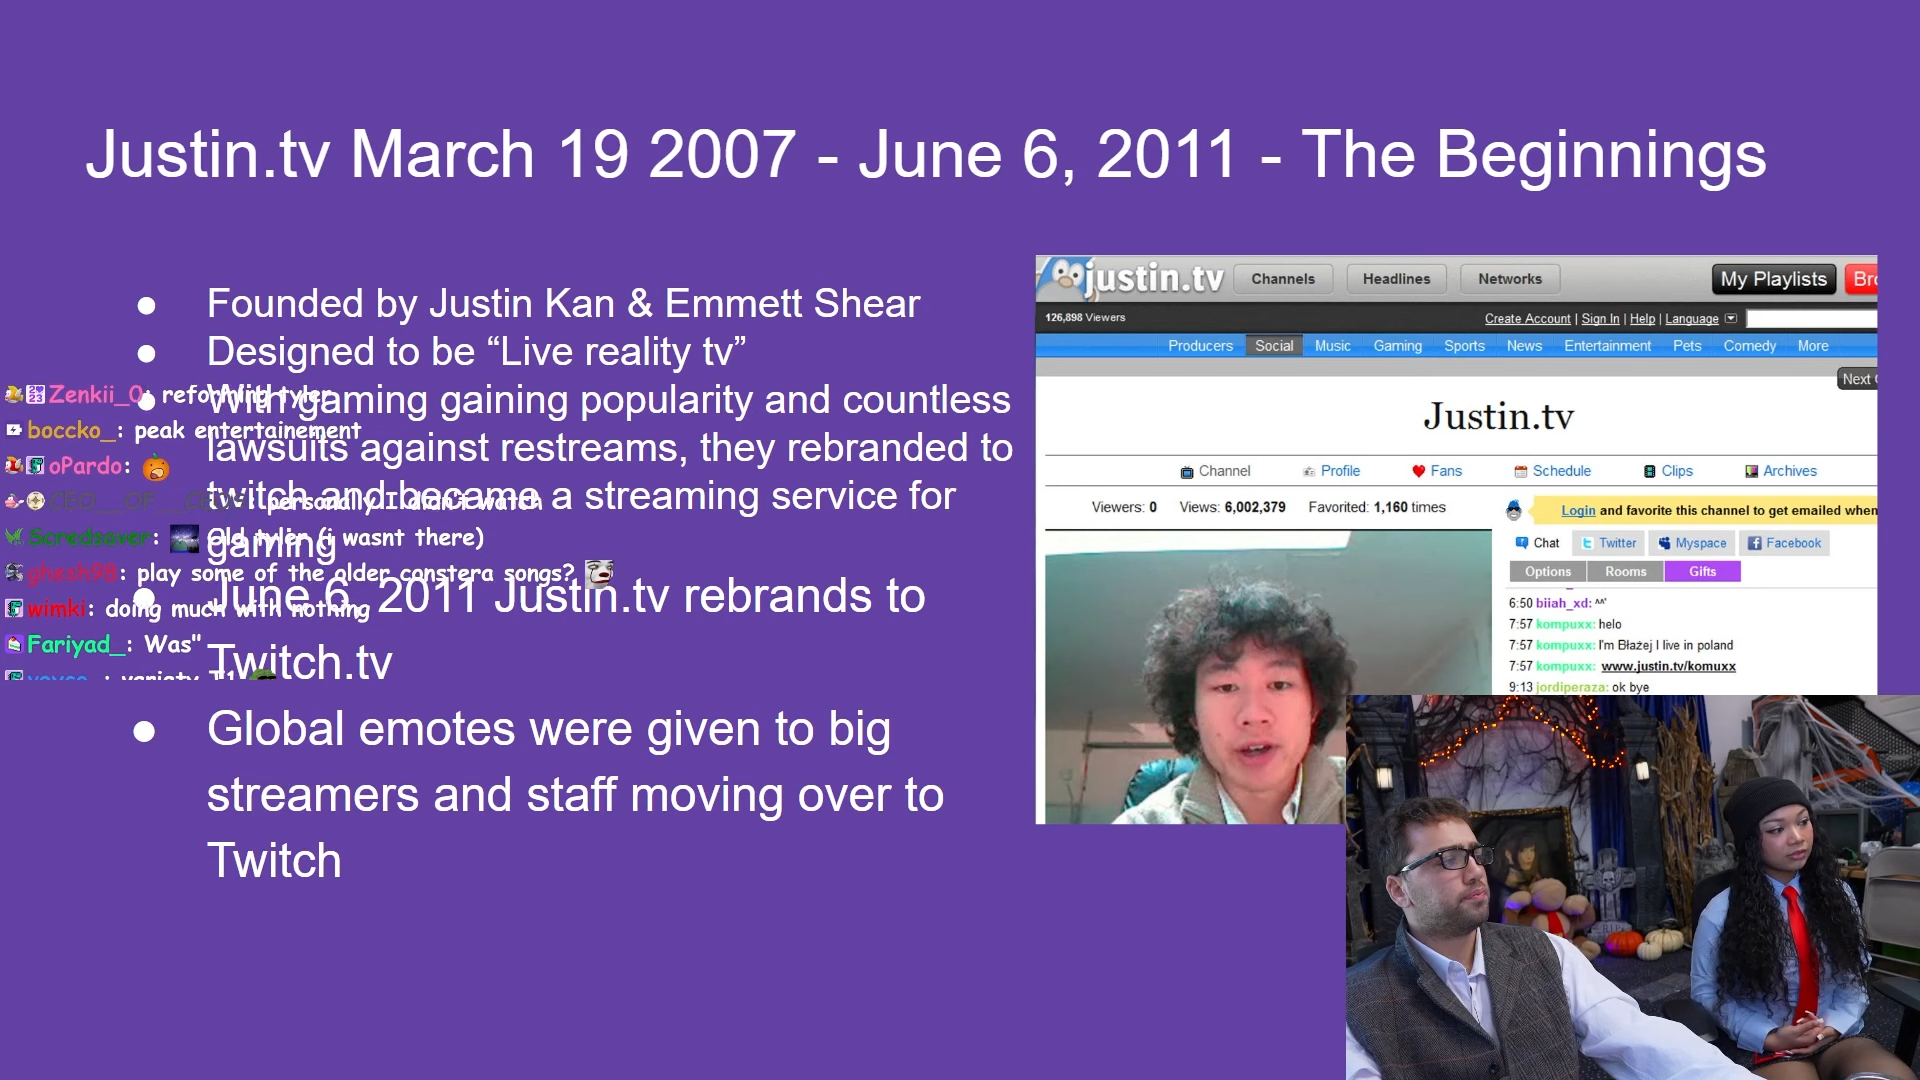 Justin.tv March 19 2007 - June 6, 2011 - The Beginnings
● Founded by Justin Kan & Emmett Shear
● Designed to be “Live reality tv”
● With gaming gaining popularity and countless
lawsuits against restreams, they rebranded to
twitch and became a streaming service for
gaming
● June 6, 2011 Justin.tv rebrands to
Twitch.tv
● Global emotes were given to big
streamers and staff moving over to
Twitch
Zenkii_0: reforming tyler
boccko_: peak entertainement
oPardo:
personally I didn't watch
Scredsover: Old tyler (i wasnt there)
ghesh98: play some of the older monstera songs?
wimki: doing much with nothing
Fariyad_: Was"
variety T1
justin.tv
Channels Headlines Networks My Playlists Bro
126,898 Viewers
Create Account | Sign In | Help | Language
Producers Social Music Gaming Sports News Entertainment Pets Comedy More
Next
Justin.tv
Channel Profile Fans Schedule Clips Archives
Viewers: 0 Views: 6,002,379 Favorited: 1,160 times
Login and favorite this channel to get emailed when
Chat Twitter Myspace Facebook
Options Rooms Gifts
6:50 biiah_xd: ^^'
7:57 kompuxx: helo
7:57 kompuxx: I'm Błażej I live in poland
7:57 kompuxx: www.justin.tv/komuxx
9:13 jordiperaza: ok bye